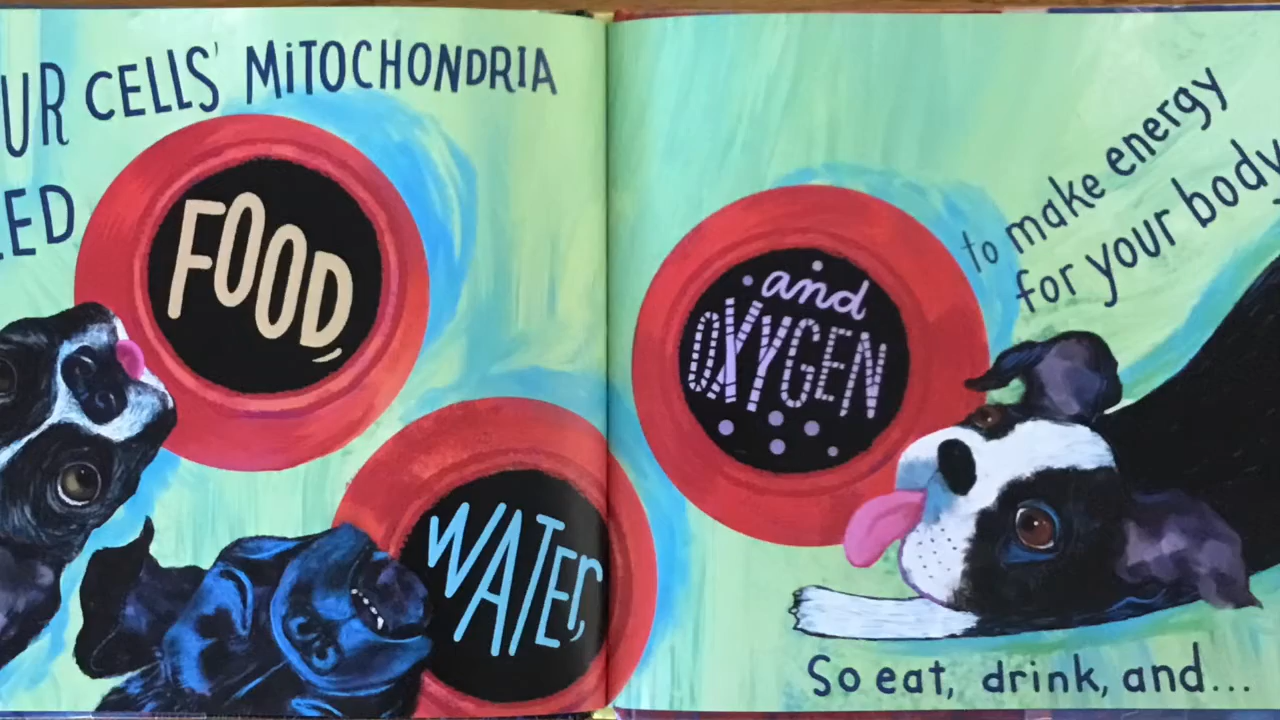 UR CELLS' MiTOCHONDRIA
ED
FOOD,
WATER,
and
OXYGEN
to make energy
for your body
So eat, drink, and...